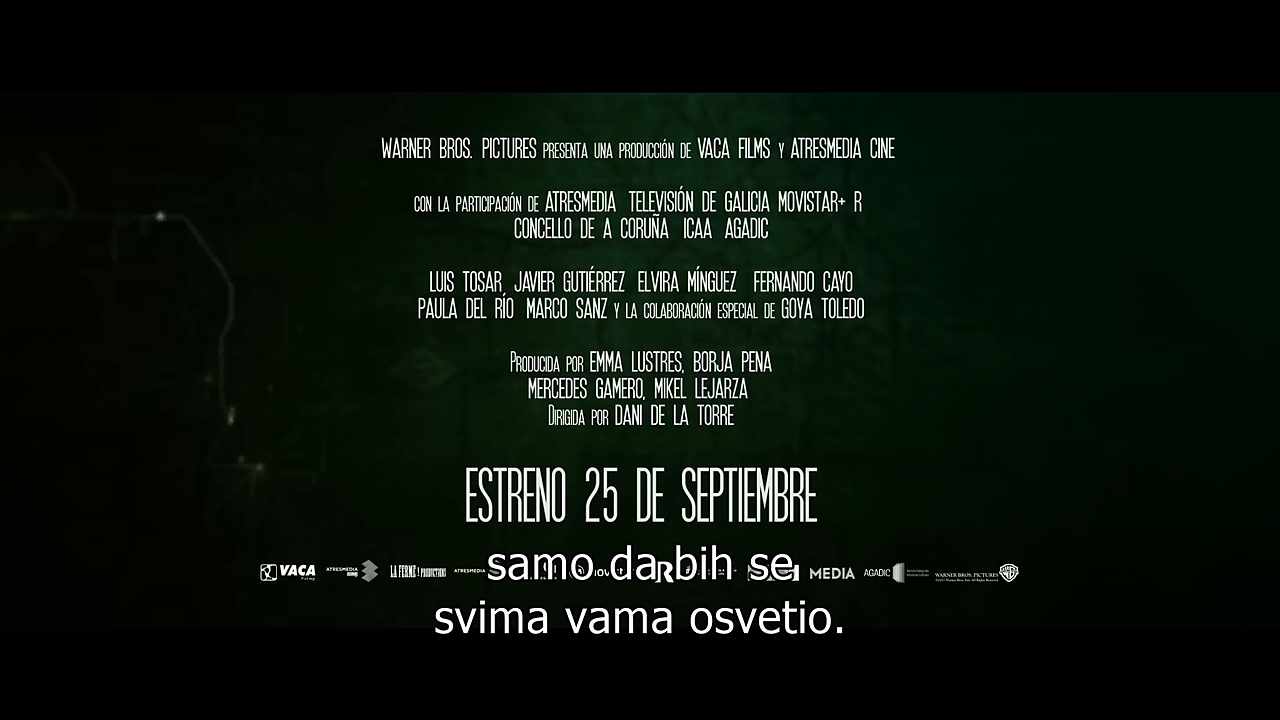 WARNER BROS. PICTURES PRESENTA UNA PRODUCCIÓN DE VACA FILMS Y ATRESMEDIA CINE
CON LA PARTICIPACIÓN DE ATRESMEDIA TELEVISIÓN DE GALICIA MOVISTAR+ R
CONCELLO DE A CORUÑA ICAA AGADIC
LUIS TOSAR, JAVIER GUTIÉRREZ ELVIRA MÍNGUEZ FERNANDO CAYO
PAULA DEL RÍO MARCO SANZ Y LA COLABORACIÓN ESPECIAL DE GOYA TOLEDO
PRODUCIDA POR EMMA LUSTRES, BORJA PENA
MERCEDES GAMERO, MIKEL LEJARZA
DIRIGIDA POR DANI DE LA TORRE
ESTRENO 25 DE SEPTIEMBRE
VACA FILMS ATRESMEDIA CINE LA FERME! PRODUCTIONS ATRESMEDIA R MEDIA AGADIC WARNER BROS. PICTURES
samo da bih se
svima vama osvetio.